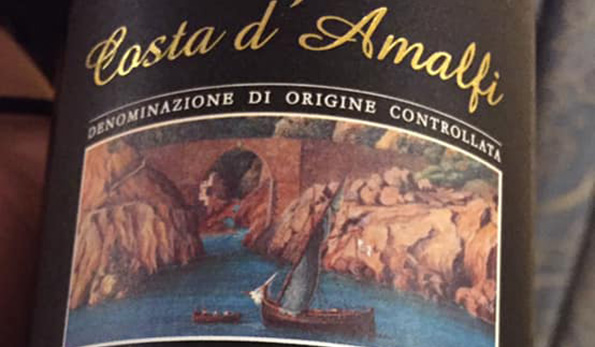 Costa d'Amalfi
DENOMINAZIONE DI ORIGINE CONTROLLATA